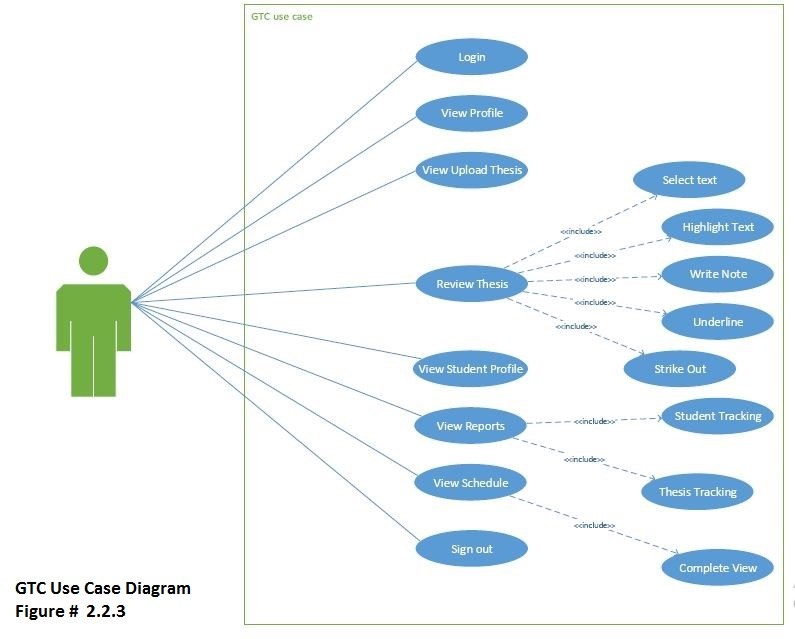 GTC use case
Login
View Profile
View Upload Thesis
Select text
Highlight Text
<<include>>
<<include>>
Write Note
Review Thesis
<<include>>
<<include>>
Underline
<<include>>
Strike Out
View Student Profile
Student Tracking
View Reports
<<include>>
<<include>>
View Schedule
Thesis Tracking
<<include>>
Sign out
Complete View
GTC Use Case Diagram
Figure # 2.2.3